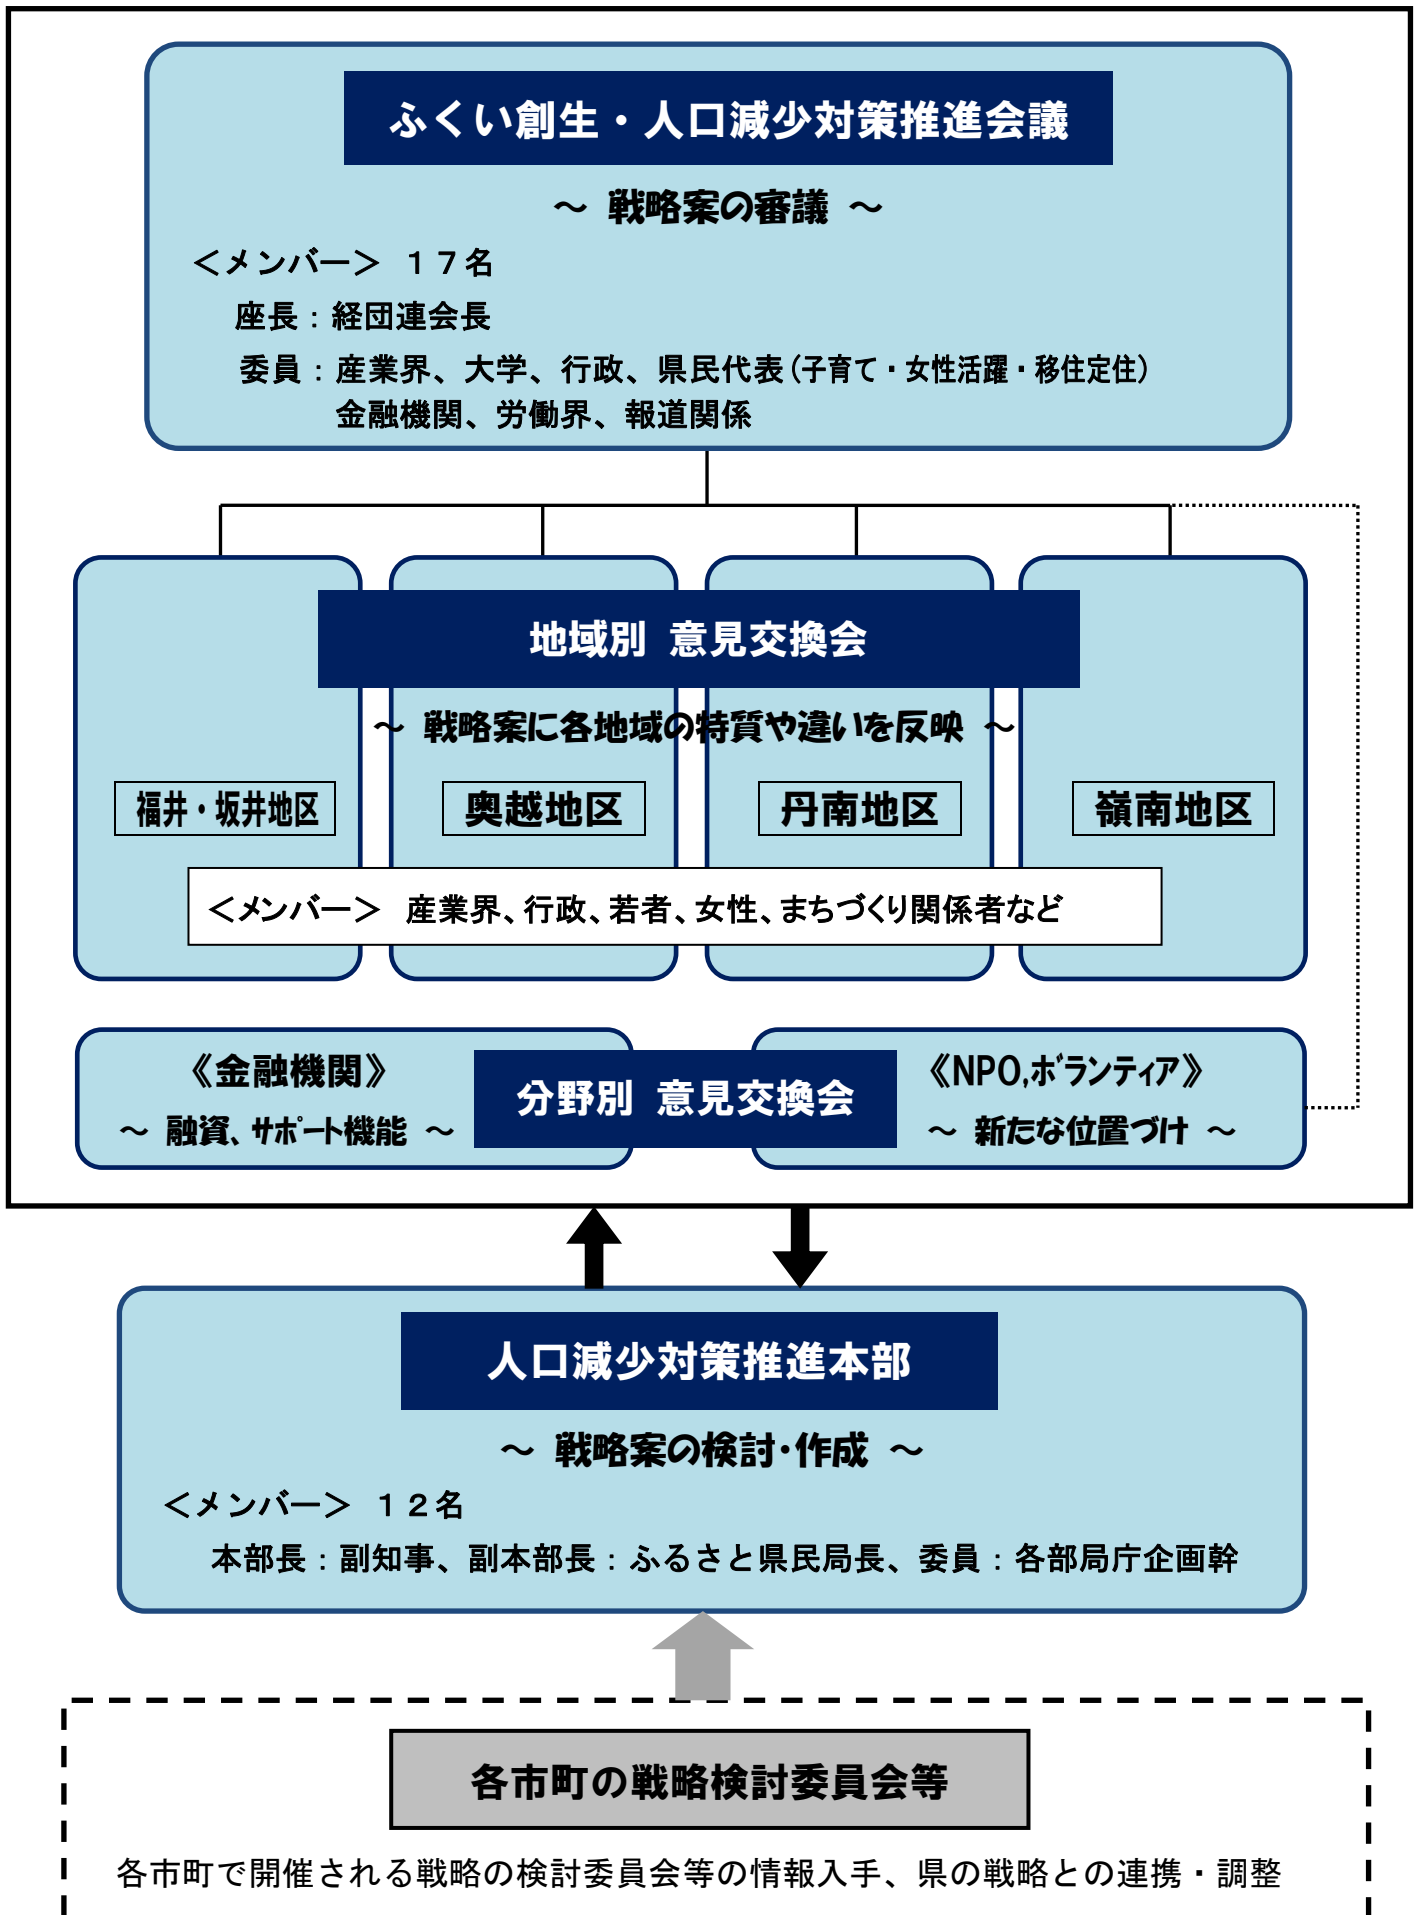 ふくい創生・人口減少対策推進会議
～ 戦略案の審議 ～
＜メンバー＞ １７名
座長：経団連会長
委員：産業界、大学、行政、県民代表（子育て・女性活躍・移住定住）
金融機関、労働界、報道関係
地域別 意見交換会
～ 戦略案に各地域の特質や違いを反映 ～
福井・坂井地区
奥越地区
丹南地区
嶺南地区
＜メンバー＞ 産業界、行政、若者、女性、まちづくり関係者など
《金融機関》
～ 融資、サポート機能 ～
分野別 意見交換会
《NPO,ボランティア》
～ 新たな位置づけ ～
人口減少対策推進本部
～ 戦略案の検討・作成 ～
＜メンバー＞ １２名
本部長：副知事、副本部長：ふるさと県民局長、委員：各部局庁企画幹
各市町の戦略検討委員会等
各市町で開催される戦略の検討委員会等の情報入手、県の戦略との連携・調整